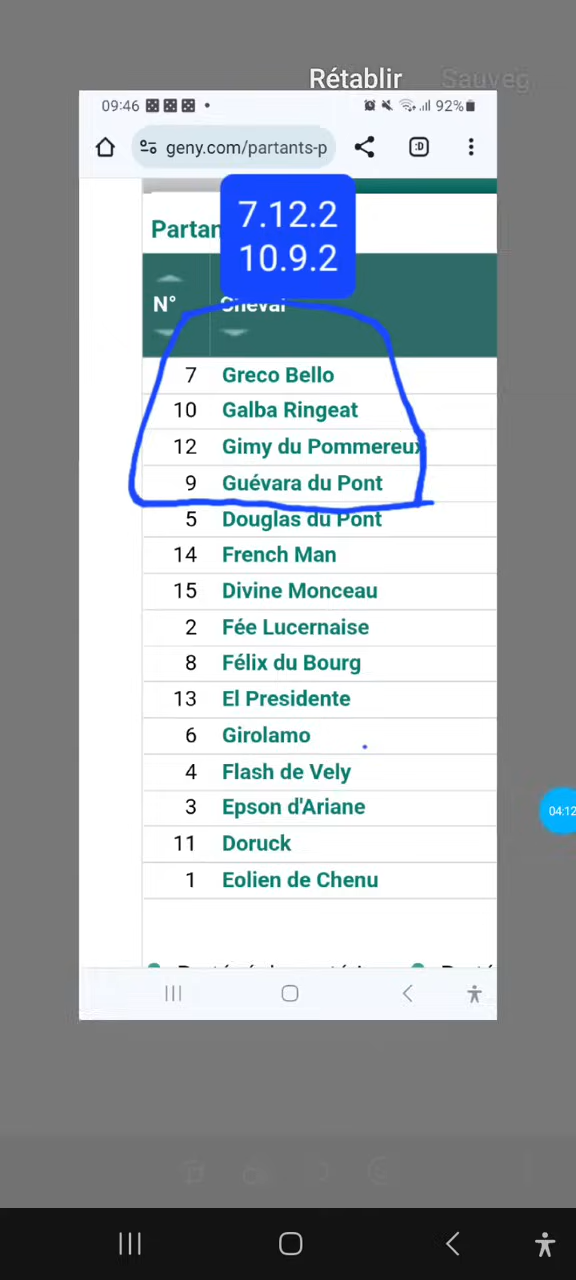 Rétablir Sauveg
09:46 92%
geny.com/partants-p
Partan
7.12.2
10.9.2
N° Cheval
7 Greco Bello
10 Galba Ringeat
12 Gimy du Pommereux
9 Guévara du Pont
5 Douglas du Pont
14 French Man
15 Divine Monceau
2 Fée Lucernaise
8 Félix du Bourg
13 El Presidente
6 Girolamo
4 Flash de Vely
3 Epson d'Ariane
04:12
11 Doruck
1 Eolien de Chenu